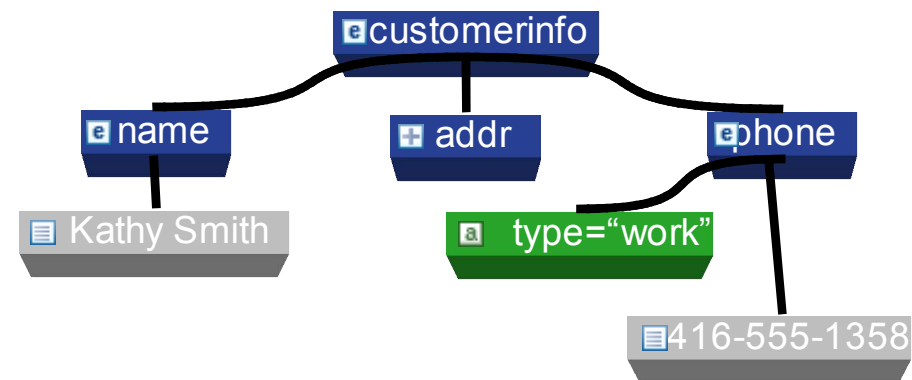 e customerinfo
e name
+ addr
e phone
Kathy Smith
a type=“work”
416-555-1358